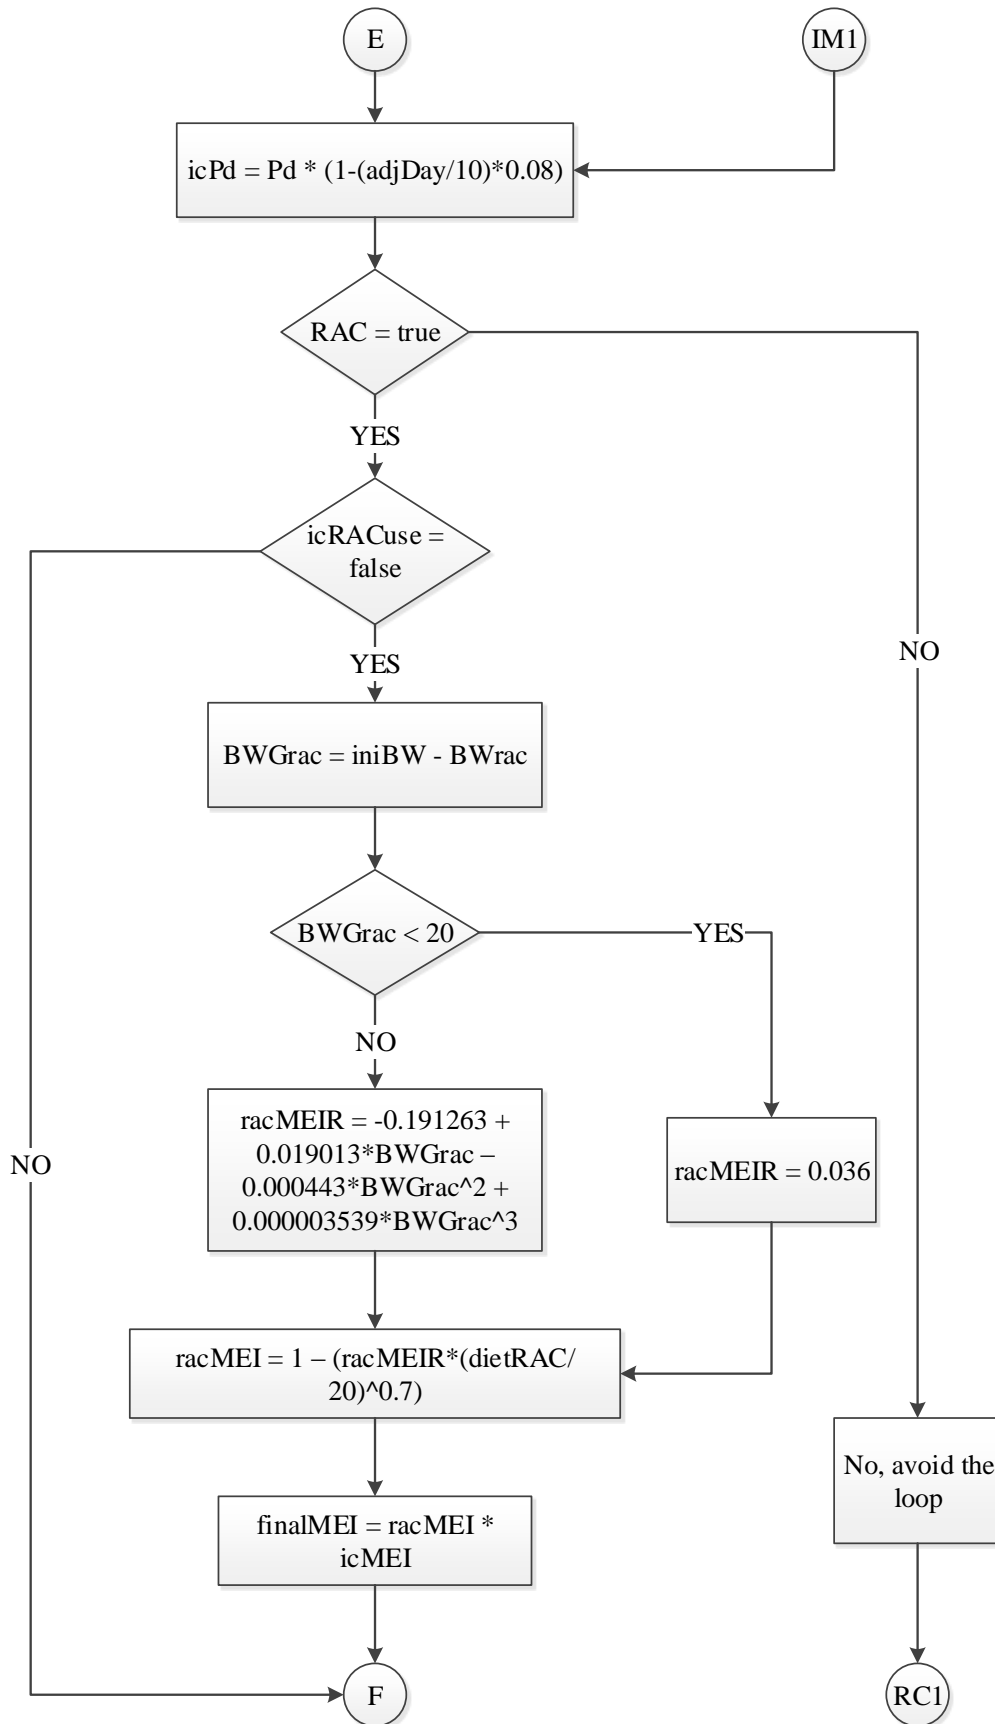 E
IM1
icPd = Pd * (1-(adjDay/10)*0.08)
RAC = true
YES
icRACuse =
false
YES
NO
BWGrac = iniBW - BWrac
BWGrac < 20
YES
NO
racMEIR = -0.191263 +
0.019013*BWGrac –
0.000443*BWGrac^2 +
0.000003539*BWGrac^3
racMEIR = 0.036
NO
racMEI = 1 – (racMEIR*(dietRAC/
20)^0.7)
No, avoid the
loop
finalMEI = racMEI *
icMEI
F
RC1